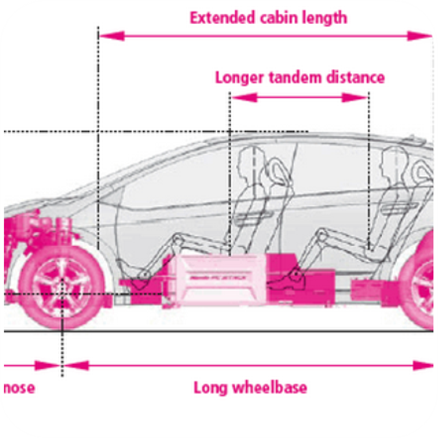 Extended cabin length
Longer tandem distance
nose
Long wheelbase